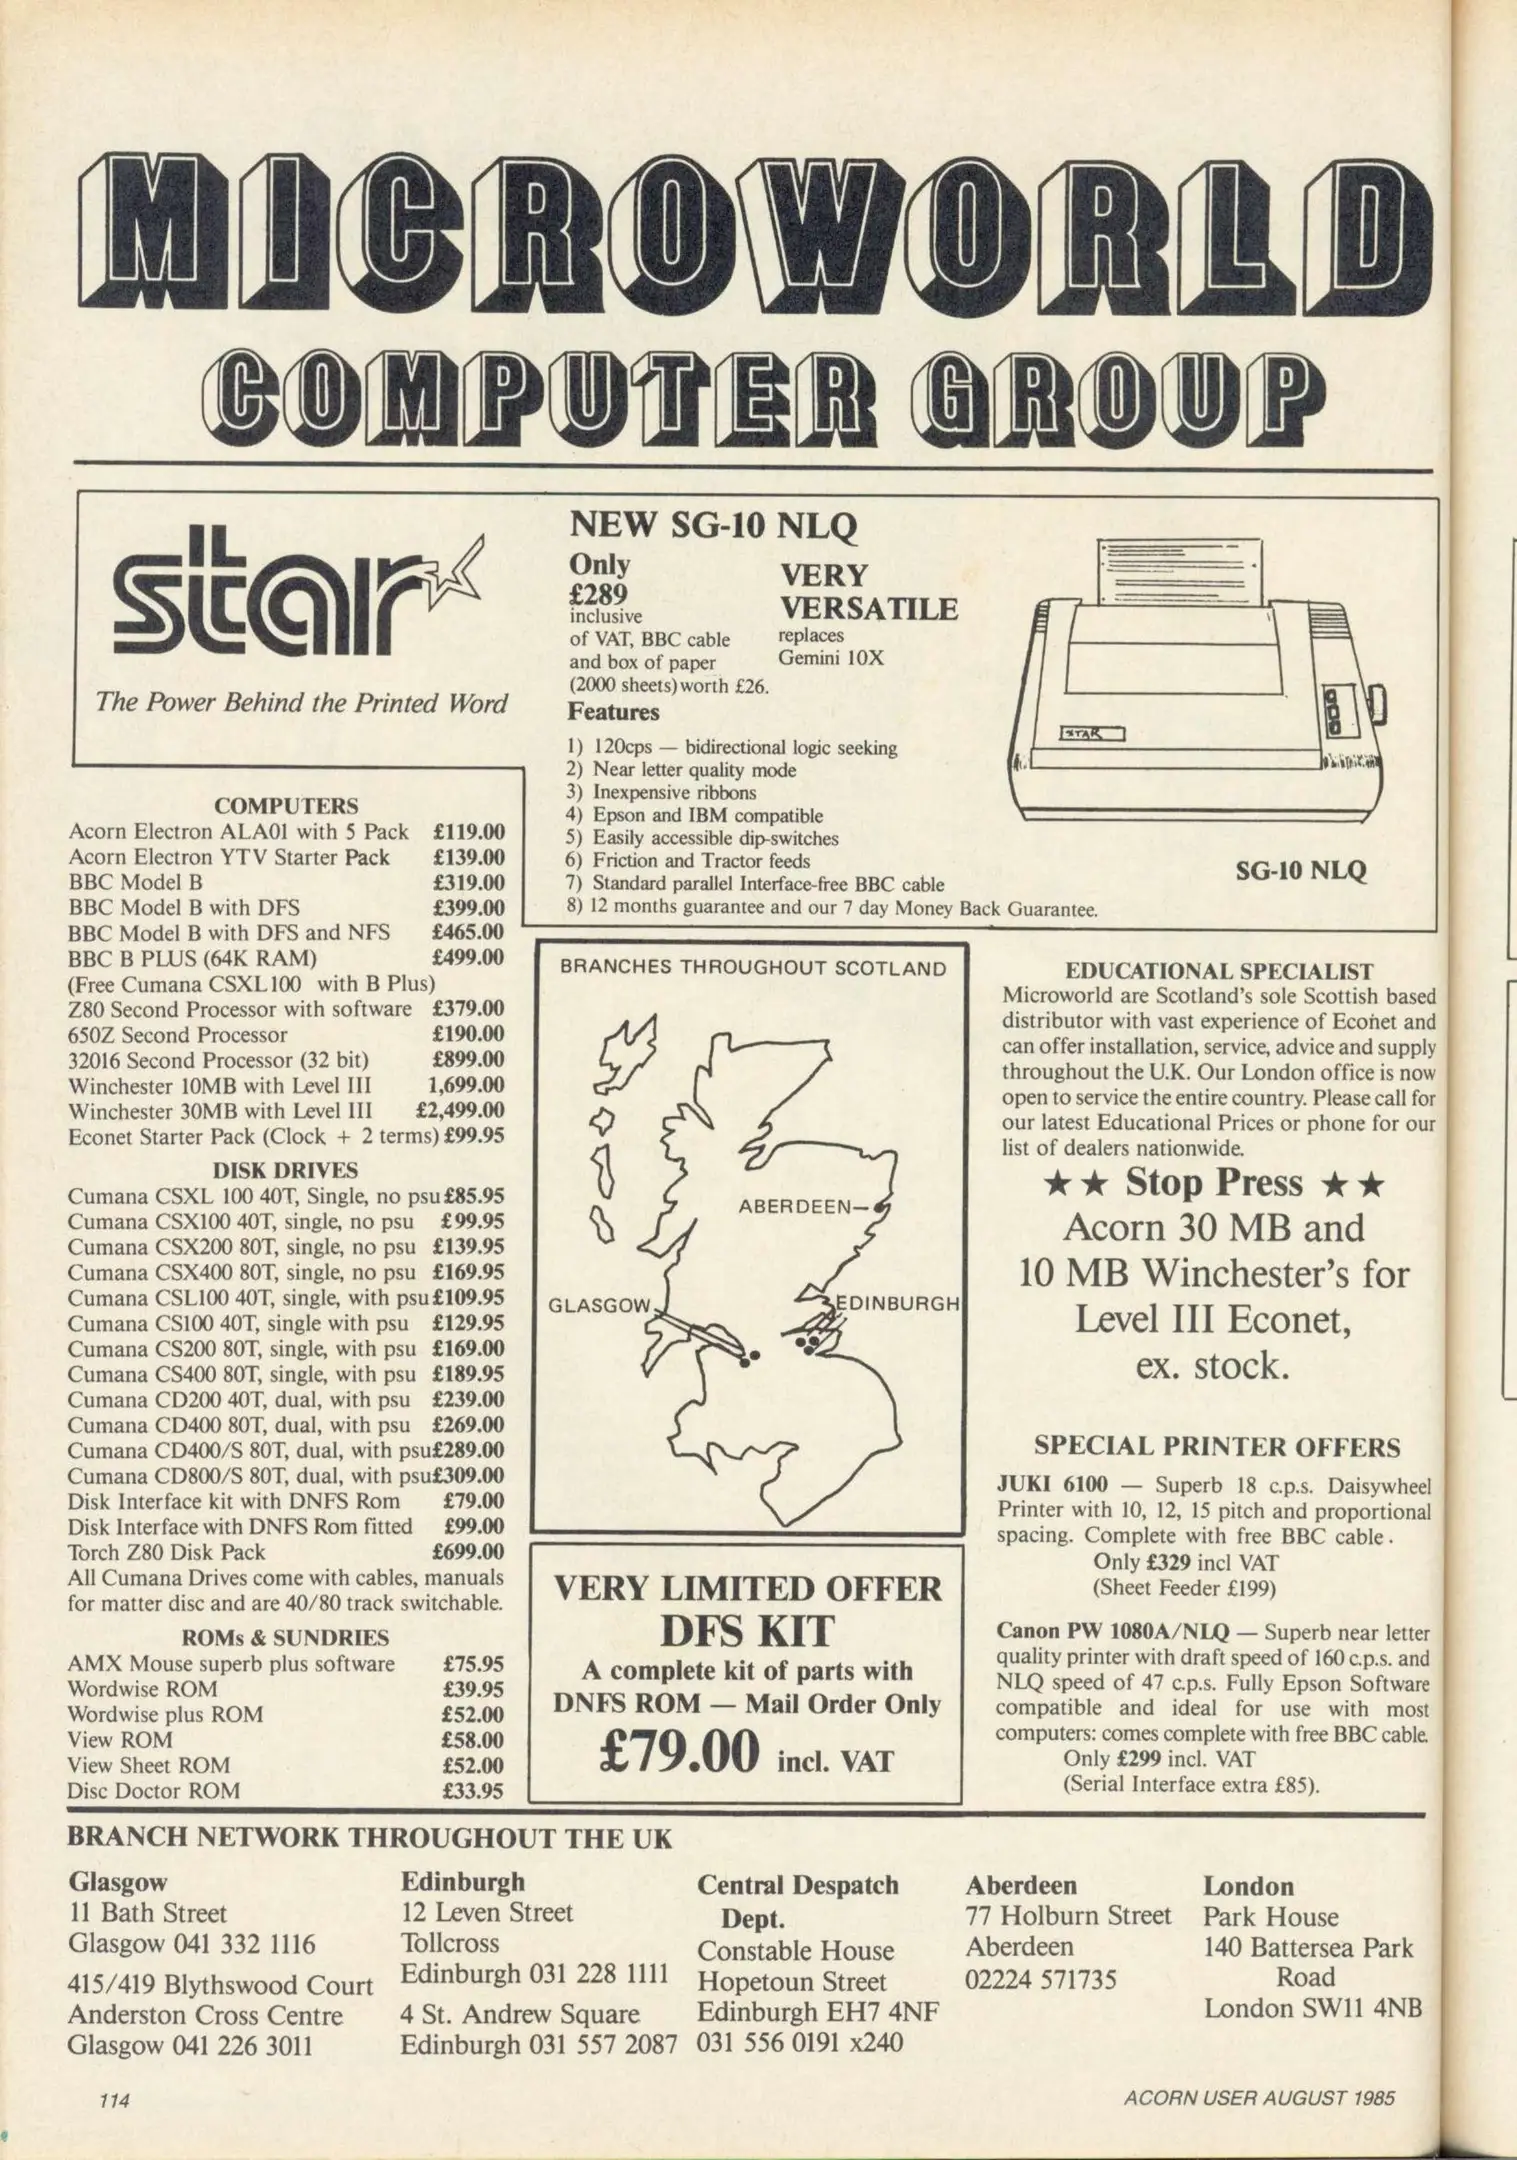 MICROWORLD
COMPUTER GROUP
star
The Power Behind the Printed Word
NEW SG-10 NLQ
Only
£289
inclusive
of VAT, BBC cable
and box of paper
(2000 sheets) worth £26.
VERY
VERSATILE
replaces
Gemini 10X
Features
1) 120cps — bidirectional logic seeking
2) Near letter quality mode
3) Inexpensive ribbons
4) Epson and IBM compatible
5) Easily accessible dip-switches
6) Friction and Tractor feeds
7) Standard parallel Interface-free BBC cable
8) 12 months guarantee and our 7 day Money Back Guarantee.
STAR
SG-10 NLQ
COMPUTERS
Acorn Electron ALA01 with 5 Pack £119.00
Acorn Electron YTV Starter Pack £139.00
BBC Model B £319.00
BBC Model B with DFS £399.00
BBC Model B with DFS and NFS £465.00
BBC B PLUS (64K RAM) £499.00
(Free Cumana CSXL100 with B Plus)
Z80 Second Processor with software £379.00
650Z Second Processor £190.00
32016 Second Processor (32 bit) £899.00
Winchester 10MB with Level III 1,699.00
Winchester 30MB with Level III £2,499.00
Econet Starter Pack (Clock + 2 terms) £99.95
DISK DRIVES
Cumana CSXL 100 40T, Single, no psu £85.95
Cumana CSX100 40T, single, no psu £99.95
Cumana CSX200 80T, single, no psu £139.95
Cumana CSX400 80T, single, no psu £169.95
Cumana CSL100 40T, single, with psu £109.95
Cumana CS100 40T, single with psu £129.95
Cumana CS200 80T, single, with psu £169.00
Cumana CS400 80T, single, with psu £189.95
Cumana CD200 40T, dual, with psu £239.00
Cumana CD400 80T, dual, with psu £269.00
Cumana CD400/S 80T, dual, with psu £289.00
Cumana CD800/S 80T, dual, with psu £309.00
Disk Interface kit with DNFS Rom £79.00
Disk Interface with DNFS Rom fitted £99.00
Torch Z80 Disk Pack £699.00
All Cumana Drives come with cables, manuals
for matter disc and are 40/80 track switchable.
ROMs & SUNDRIES
AMX Mouse superb plus software £75.95
Wordwise ROM £39.95
Wordwise plus ROM £52.00
View ROM £58.00
View Sheet ROM £52.00
Disc Doctor ROM £33.95
BRANCHES THROUGHOUT SCOTLAND
ABERDEEN
GLASGOW
EDINBURGH
VERY LIMITED OFFER
DFS KIT
A complete kit of parts with
DNFS ROM — Mail Order Only
£79.00 incl. VAT
EDUCATIONAL SPECIALIST
Microworld are Scotland's sole Scottish based
distributor with vast experience of Econet and
can offer installation, service, advice and supply
throughout the U.K. Our London office is now
open to service the entire country. Please call for
our latest Educational Prices or phone for our
list of dealers nationwide.
★★ Stop Press ★★
Acorn 30 MB and
10 MB Winchester's for
Level III Econet,
ex. stock.
SPECIAL PRINTER OFFERS
JUKI 6100 — Superb 18 c.p.s. Daisywheel
Printer with 10, 12, 15 pitch and proportional
spacing. Complete with free BBC cable.
Only £329 incl VAT
(Sheet Feeder £199)
Canon PW 1080A/NLQ — Superb near letter
quality printer with draft speed of 160 c.p.s. and
NLQ speed of 47 c.p.s. Fully Epson Software
compatible and ideal for use with most
computers: comes complete with free BBC cable.
Only £299 incl. VAT
(Serial Interface extra £85).
BRANCH NETWORK THROUGHOUT THE UK
Glasgow
11 Bath Street
Glasgow 041 332 1116
415/419 Blythswood Court
Anderston Cross Centre
Glasgow 041 226 3011
Edinburgh
12 Leven Street
Tollcross
Edinburgh 031 228 1111
4 St. Andrew Square
Edinburgh 031 557 2087
Central Despatch
Dept.
Constable House
Hopetoun Street
Edinburgh EH7 4NF
031 556 0191 x240
Aberdeen
77 Holburn Street
Aberdeen
02224 571735
London
Park House
140 Battersea Park
Road
London SW11 4NB
114
ACORN USER AUGUST 1985